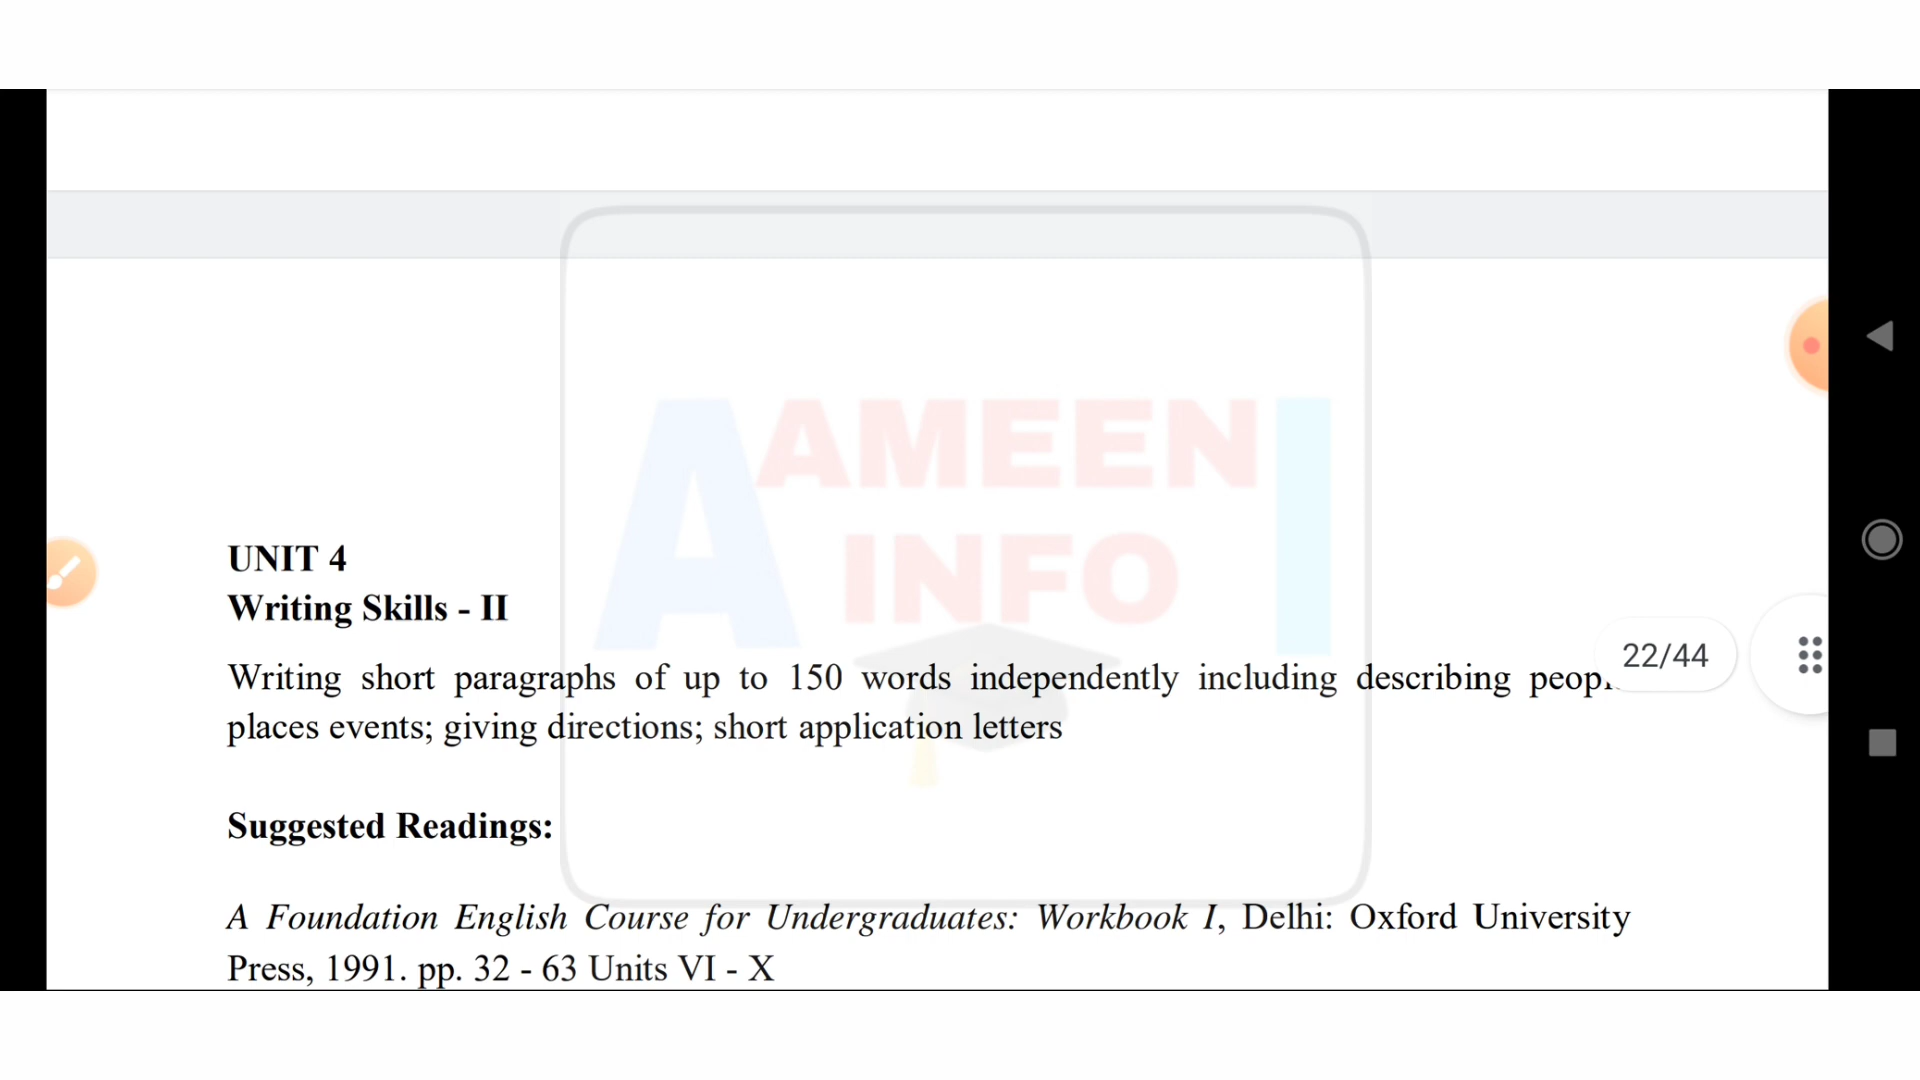 AAMEEN
INFO
UNIT 4
Writing Skills - II
22/44
Writing short paragraphs of up to 150 words independently including describing
places events; giving directions; short application letters
Suggested Readings:
A Foundation English Course for Undergraduates: Workbook I, Delhi: Oxford University
Press, 1991. pp. 32 - 63 Units VI - X